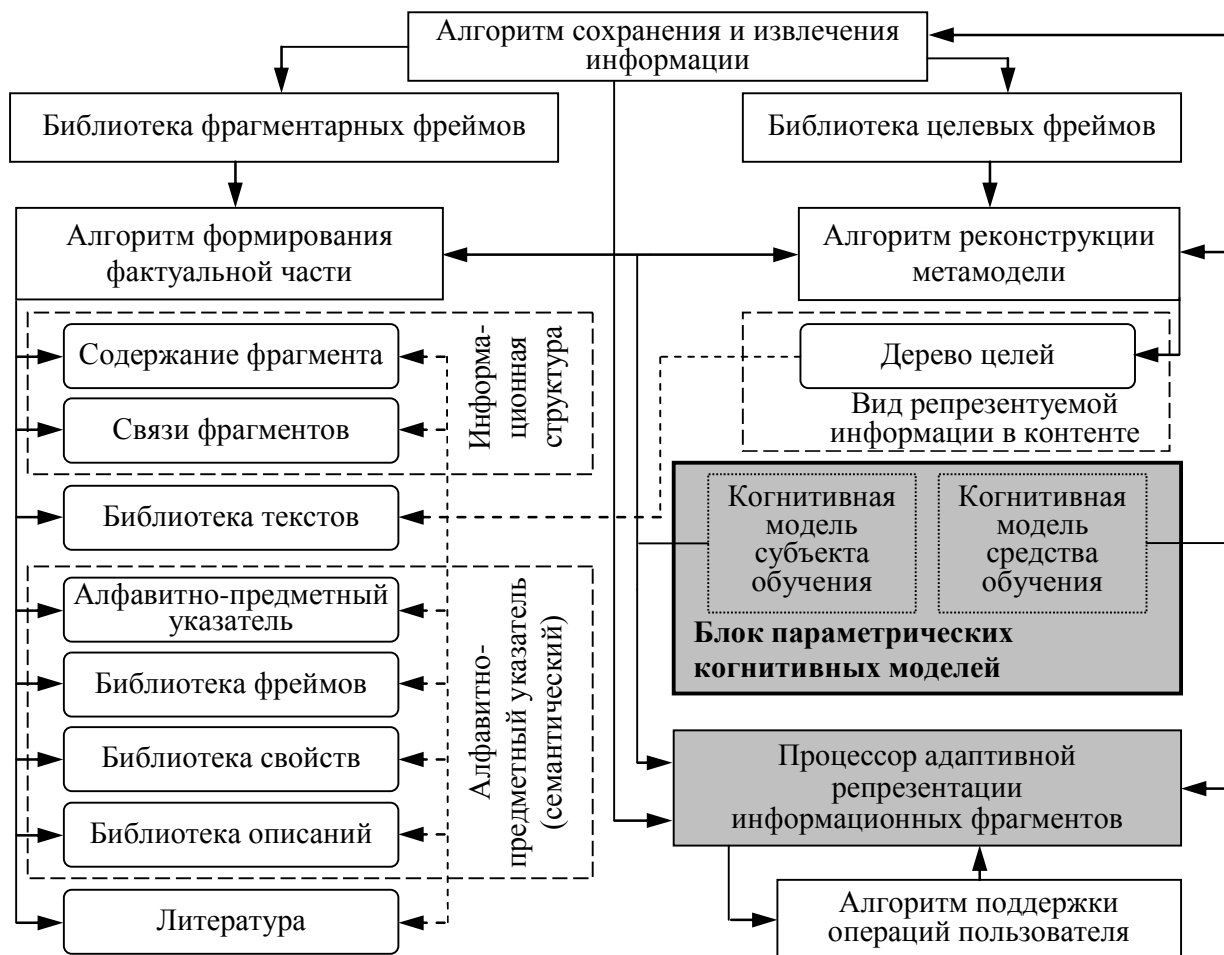 Алгоритм сохранения и извлечения
информации
Библиотека фрагментарных фреймов
Библиотека целевых фреймов
Алгоритм формирования
фактуальной части
Алгоритм реконструкции
метамодели
Содержание фрагмента
Связи фрагментов
Информа-
ционная
структура
Дерево целей
Вид репрезентуемой
информации в контенте
Библиотека текстов
Когнитивная
модель
субъекта
обучения
Когнитивная
модель
средства
обучения
Блок параметрических
когнитивных моделей
Алфавитно-предметный
указатель
Библиотека фреймов
Библиотека свойств
Библиотека описаний
Алфавитно-
предметный указатель
(семантический)
Процессор адаптивной
репрезентации
информационных фрагментов
Литература
Алгоритм поддержки
операций пользователя